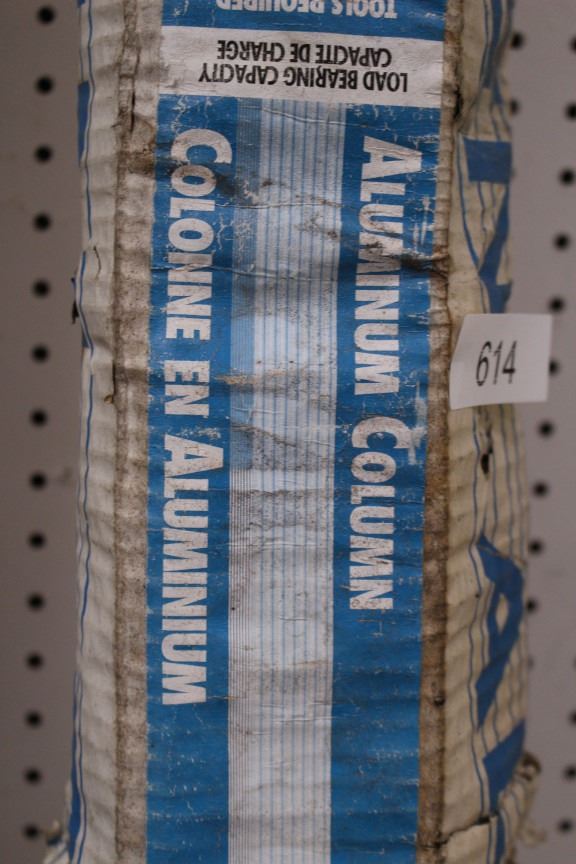 TOOLS REQUIRED
LOAD BEARING CAPACITY
CAPACITE DE CHARGE
ALUMINUM COLUMN
COLONNE EN ALUMINIUM
614